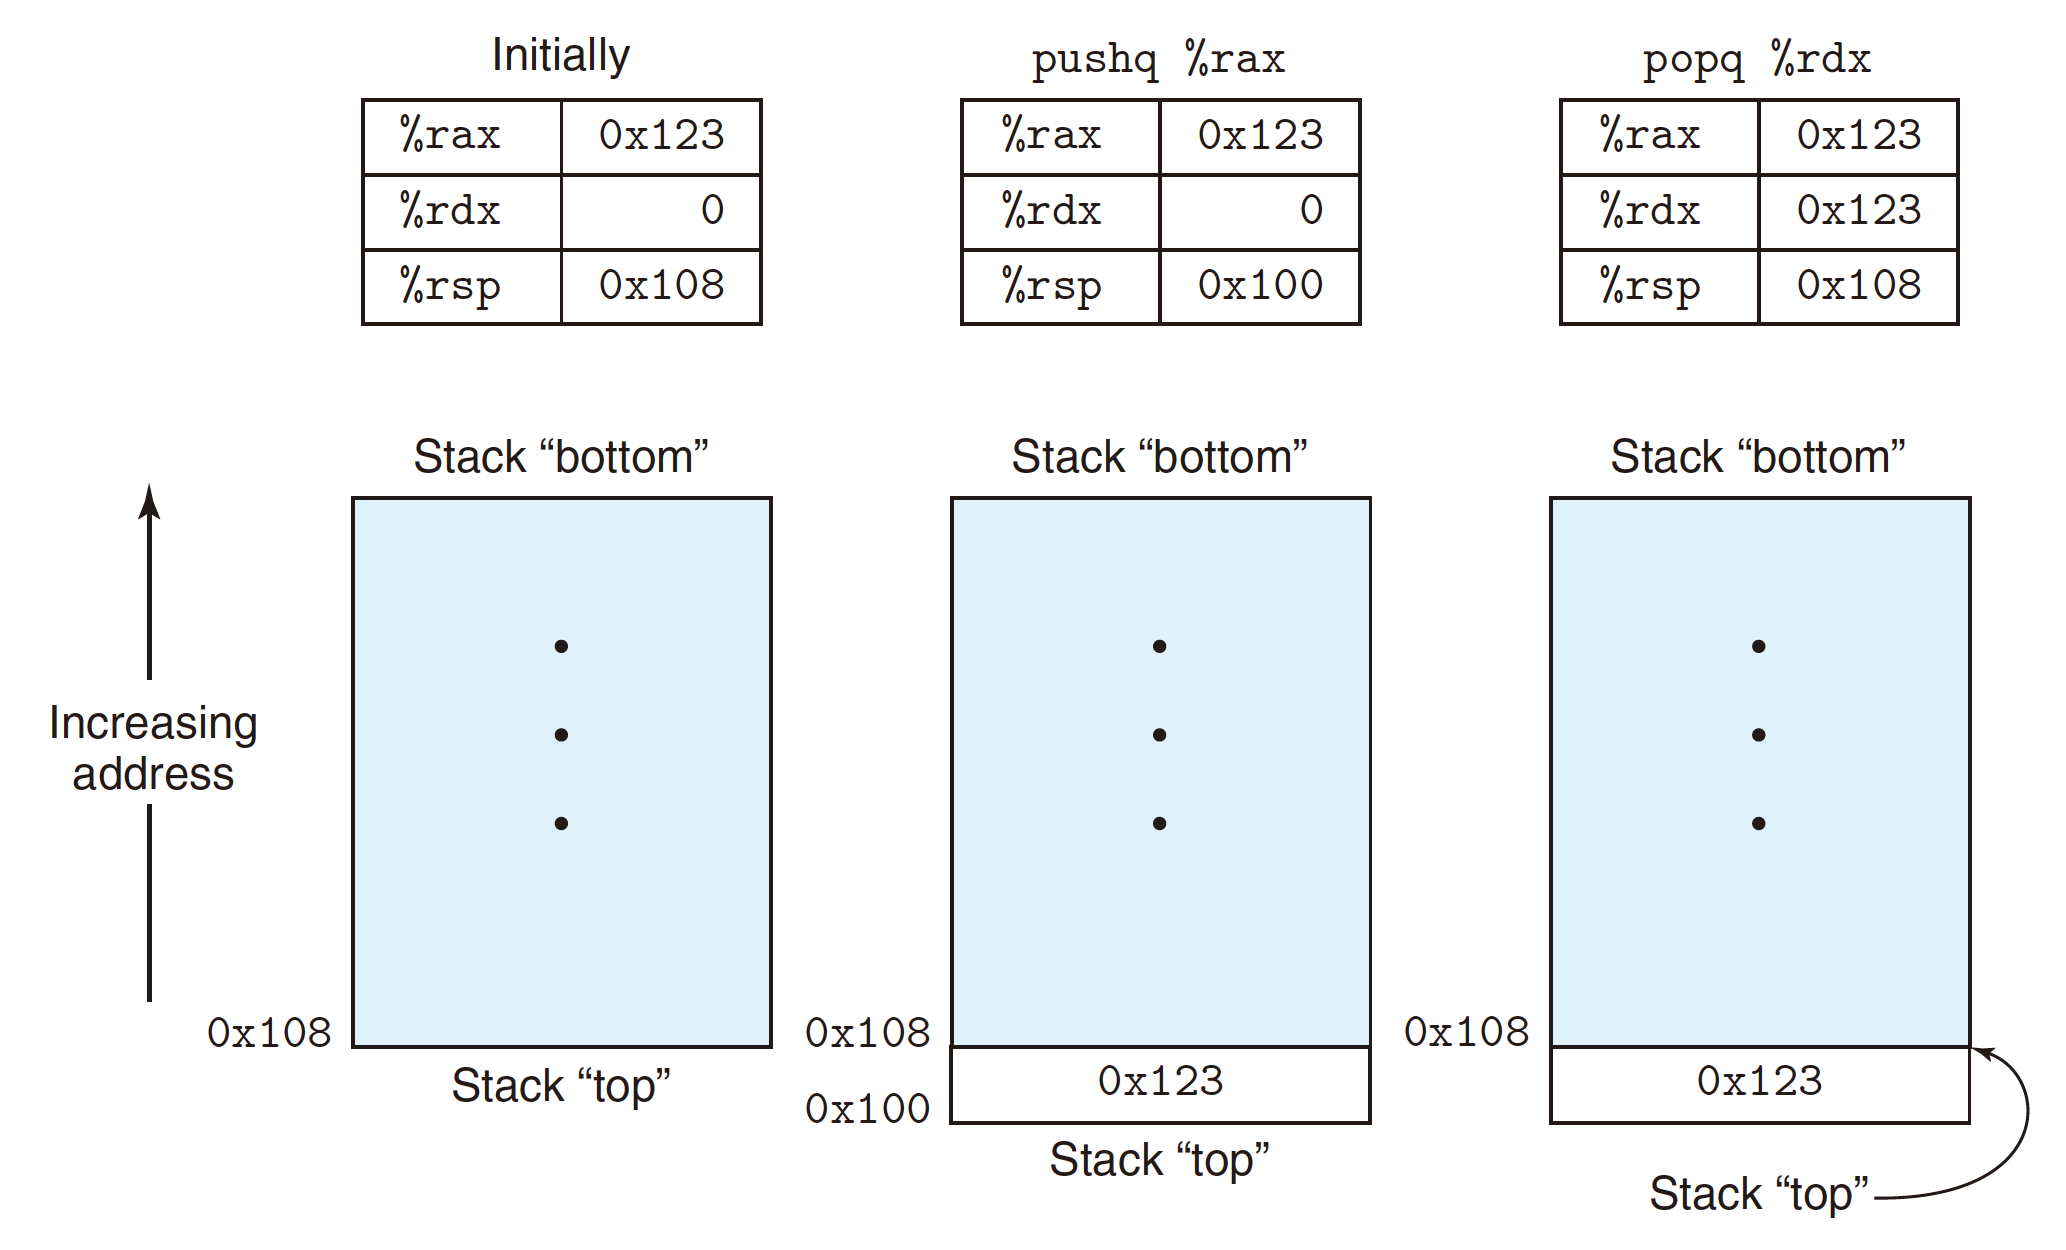 Initially
%rax 0x123
%rdx 0
%rsp 0x108
pushq %rax
%rax 0x123
%rdx 0
%rsp 0x100
popq %rdx
%rax 0x123
%rdx 0x123
%rsp 0x108
Increasing
address
Stack “bottom”
0x108
Stack “top”
Stack “bottom”
0x108
0x123
0x100
Stack “top”
Stack “bottom”
0x108
0x123
Stack “top”